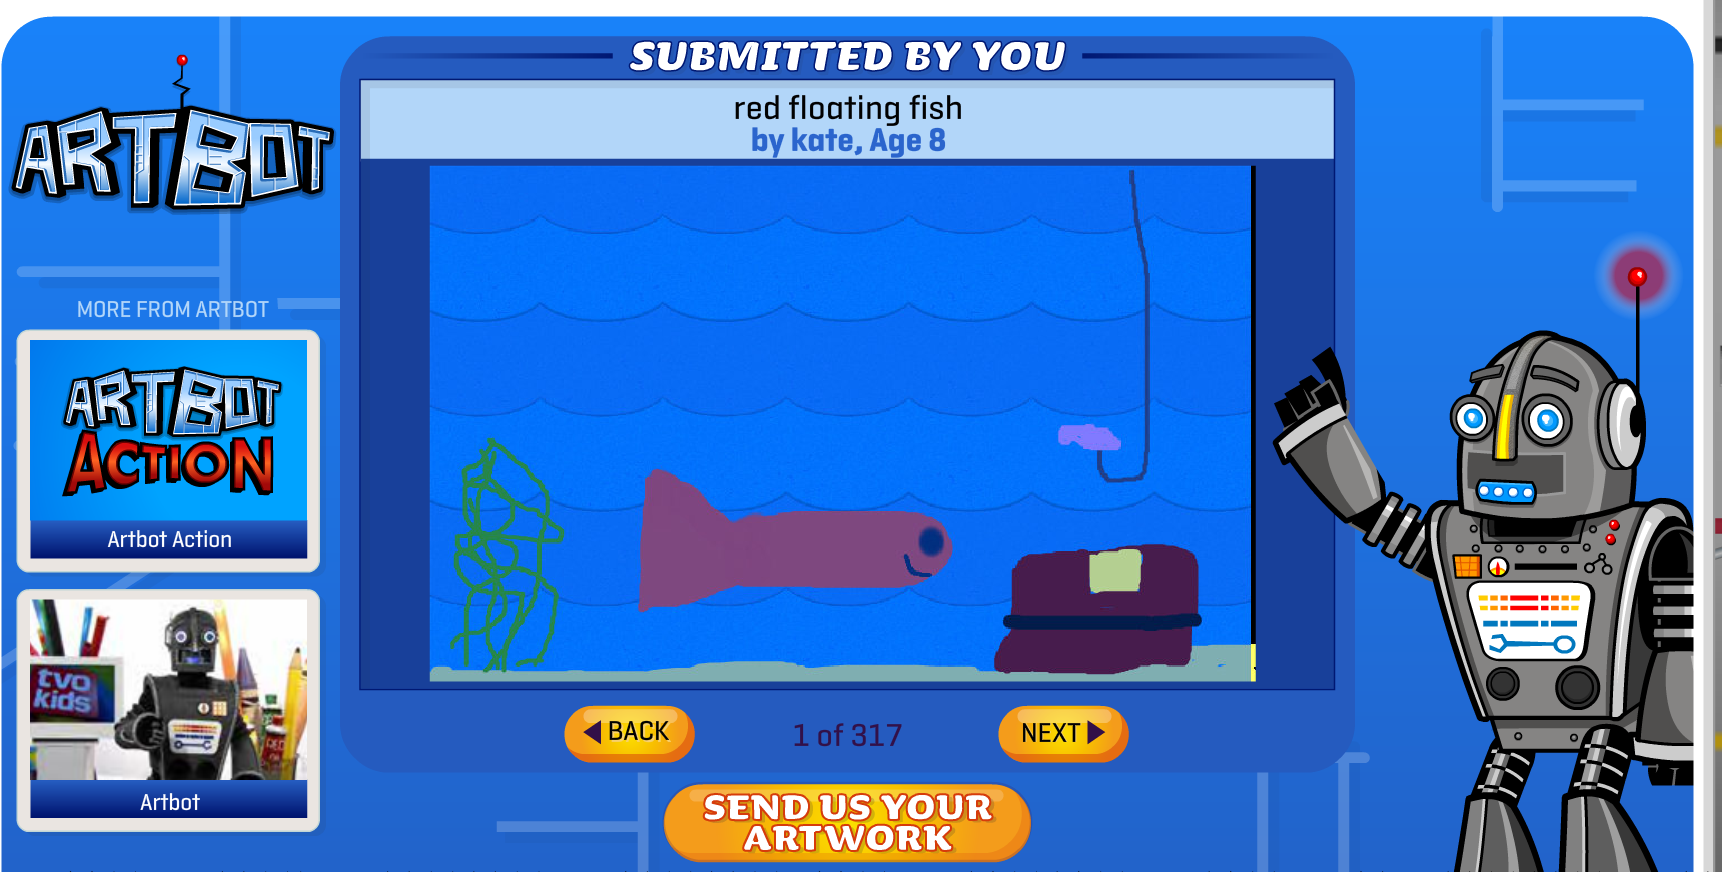 SUBMITTED BY YOU
red floating fish
by kate, Age 8
ARTBOT
MORE FROM ARTBOT
ARTBOT
ACTION
Artbot Action
tvo
kids
Artbot
BACK
1 of 317
NEXT
SEND US YOUR
ARTWORK